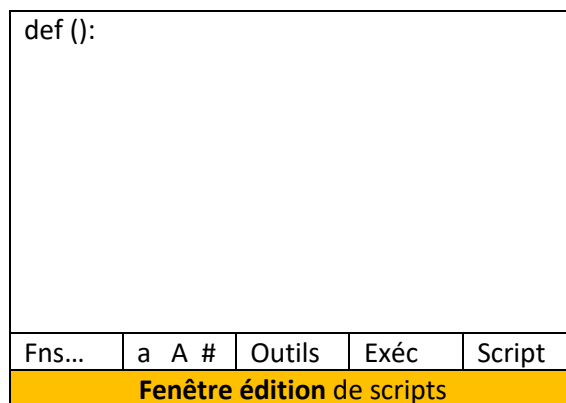 def ():
Fns… a A # Outils Exéc Script
Fenêtre édition de scripts